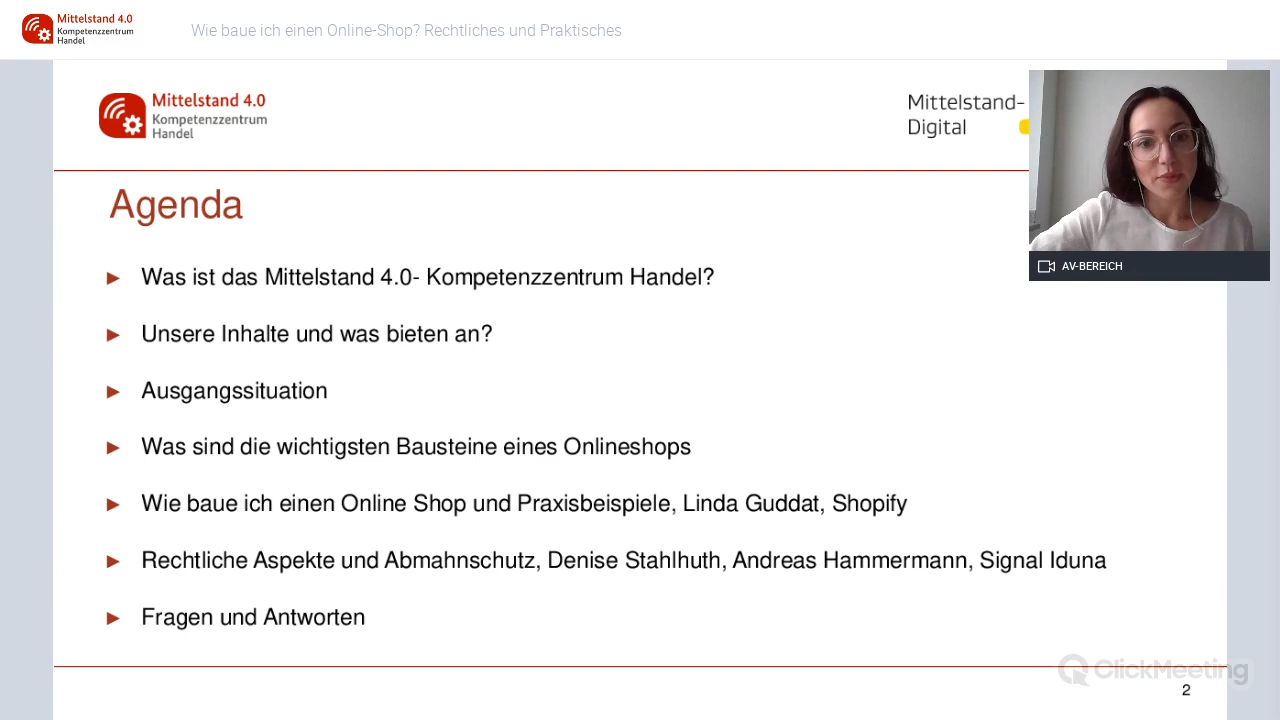 Mittelstand 4.0
Kompetenzzentrum
Handel
Wie baue ich einen Online-Shop? Rechtliches und Praktisches
Mittelstand 4.0
Kompetenzzentrum
Handel
Mittelstand-
Digital
AV-BEREICH
Agenda
► Was ist das Mittelstand 4.0- Kompetenzzentrum Handel?
► Unsere Inhalte und was bieten an?
► Ausgangssituation
► Was sind die wichtigsten Bausteine eines Onlineshops
► Wie baue ich einen Online Shop und Praxisbeispiele, Linda Guddat, Shopify
► Rechtliche Aspekte und Abmahnschutz, Denise Stahlhuth, Andreas Hammermann, Signal Iduna
► Fragen und Antworten
ClickMeeting
2